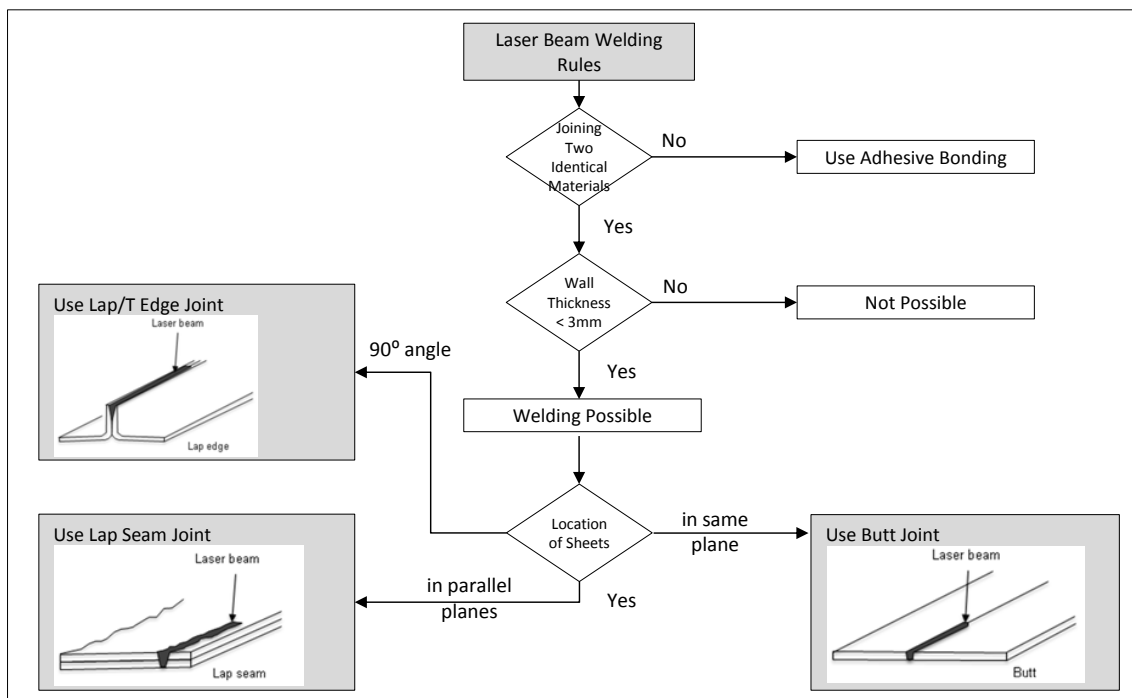 Laser Beam Welding
Rules
Joining
Two
Identical
Materials
No
Use Adhesive Bonding
Yes
Wall
Thickness
< 3mm
No
Not Possible
Yes
Welding Possible
Location
of Sheets
90⁰ angle
Use Lap/T Edge Joint
Laser beam
Lap edge
in parallel
planes
Yes
Use Lap Seam Joint
Laser beam
Lap seam
in same
plane
Use Butt Joint
Laser beam
Butt